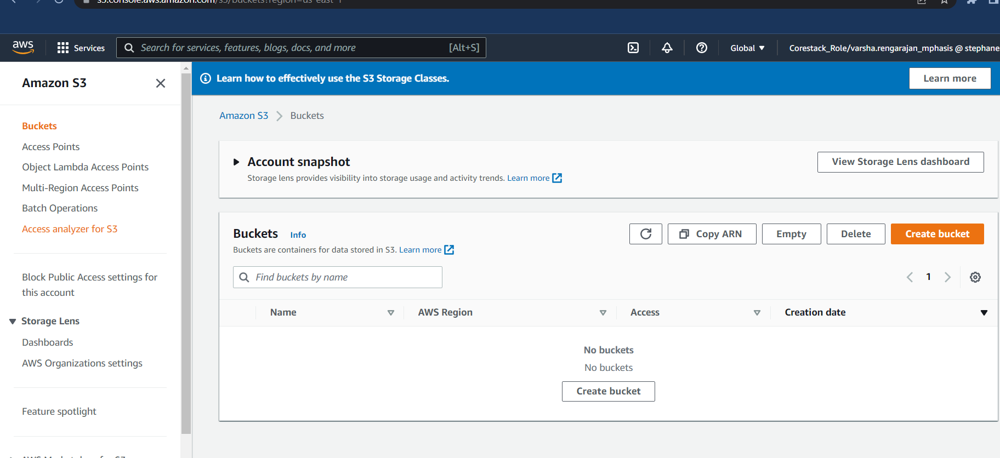 s3.console.aws.amazon.com/s3/buckets?region=us-east-1
aws
Services
Search for services, features, blogs, docs, and more
[Alt+S]
Global
Corestack_Role/varsha.rengarajan_mphasis @ stephane
Amazon S3
Buckets
Access Points
Object Lambda Access Points
Multi-Region Access Points
Batch Operations
Access analyzer for S3
Block Public Access settings for
this account
Storage Lens
Dashboards
AWS Organizations settings
Feature spotlight
AWS Marketplace for S3
Learn how to effectively use the S3 Storage Classes.
Learn more
Amazon S3
Buckets
Account snapshot
Storage lens provides visibility into storage usage and activity trends. Learn more
View Storage Lens dashboard
Buckets
Info
Buckets are containers for data stored in S3. Learn more
Copy ARN
Empty
Delete
Create bucket
Find buckets by name
1
Name
AWS Region
Access
Creation date
No buckets
No buckets
Create bucket